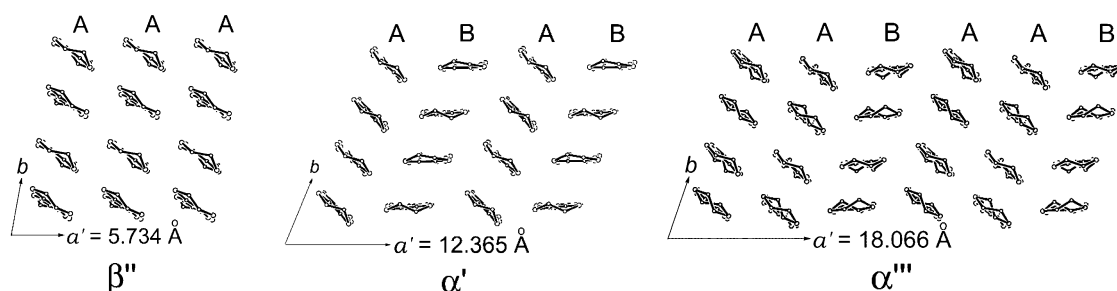 A A A
b
a' = 5.734 Å
β''
A B A B
b
a' = 12.365 Å
α'
A A B A A B
b
a' = 18.066 Å
α'''